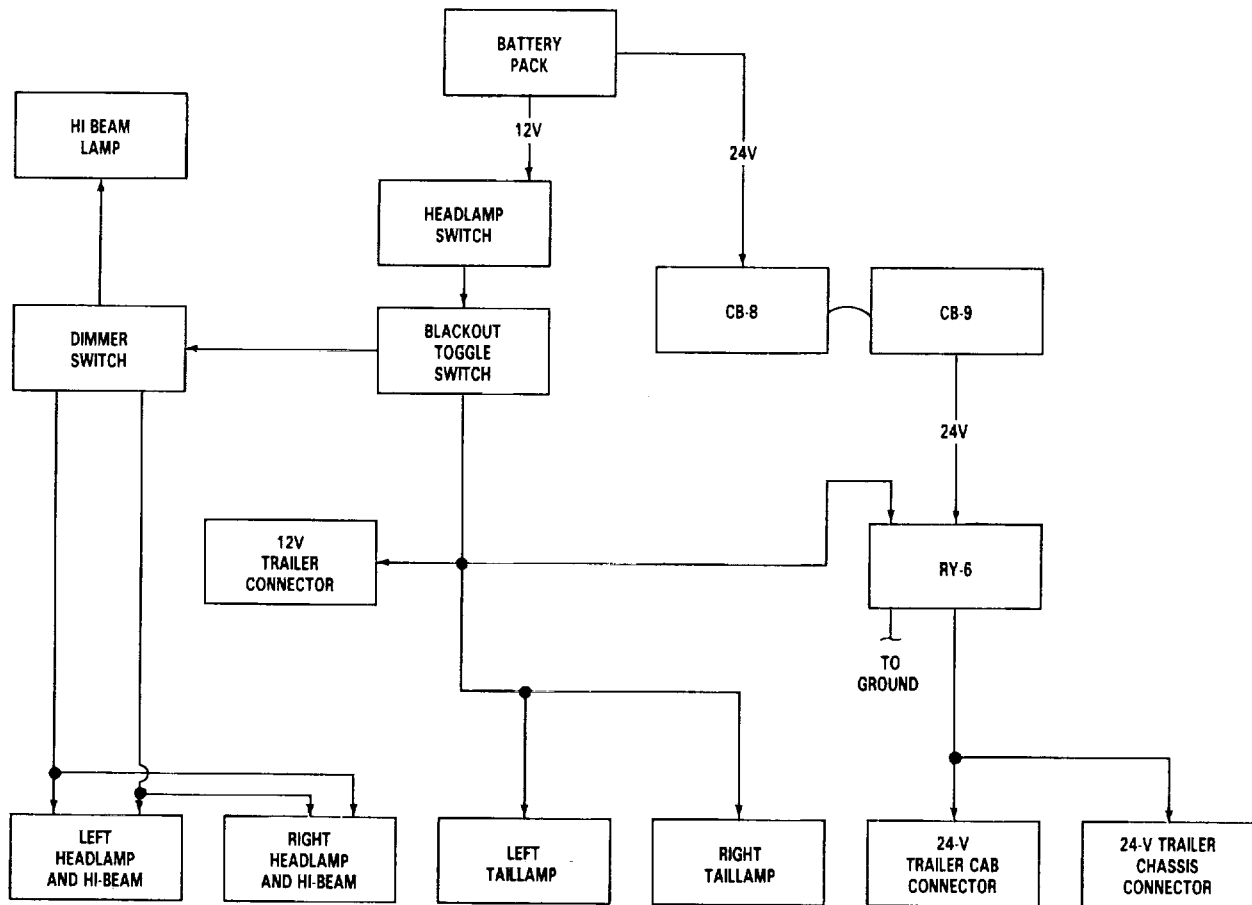 BATTERY
PACK
12V
24V
HI BEAM
LAMP
HEADLAMP
SWITCH
CB-8
CB-9
DIMMER
SWITCH
BLACKOUT
TOGGLE
SWITCH
24V
12V
TRAILER
CONNECTOR
RY-6
TO
GROUND
LEFT
HEADLAMP
AND HI-BEAM
RIGHT
HEADLAMP
AND HI-BEAM
LEFT
TAILLAMP
RIGHT
TAILLAMP
24-V
TRAILER CAB
CONNECTOR
24-V TRAILER
CHASSIS
CONNECTOR